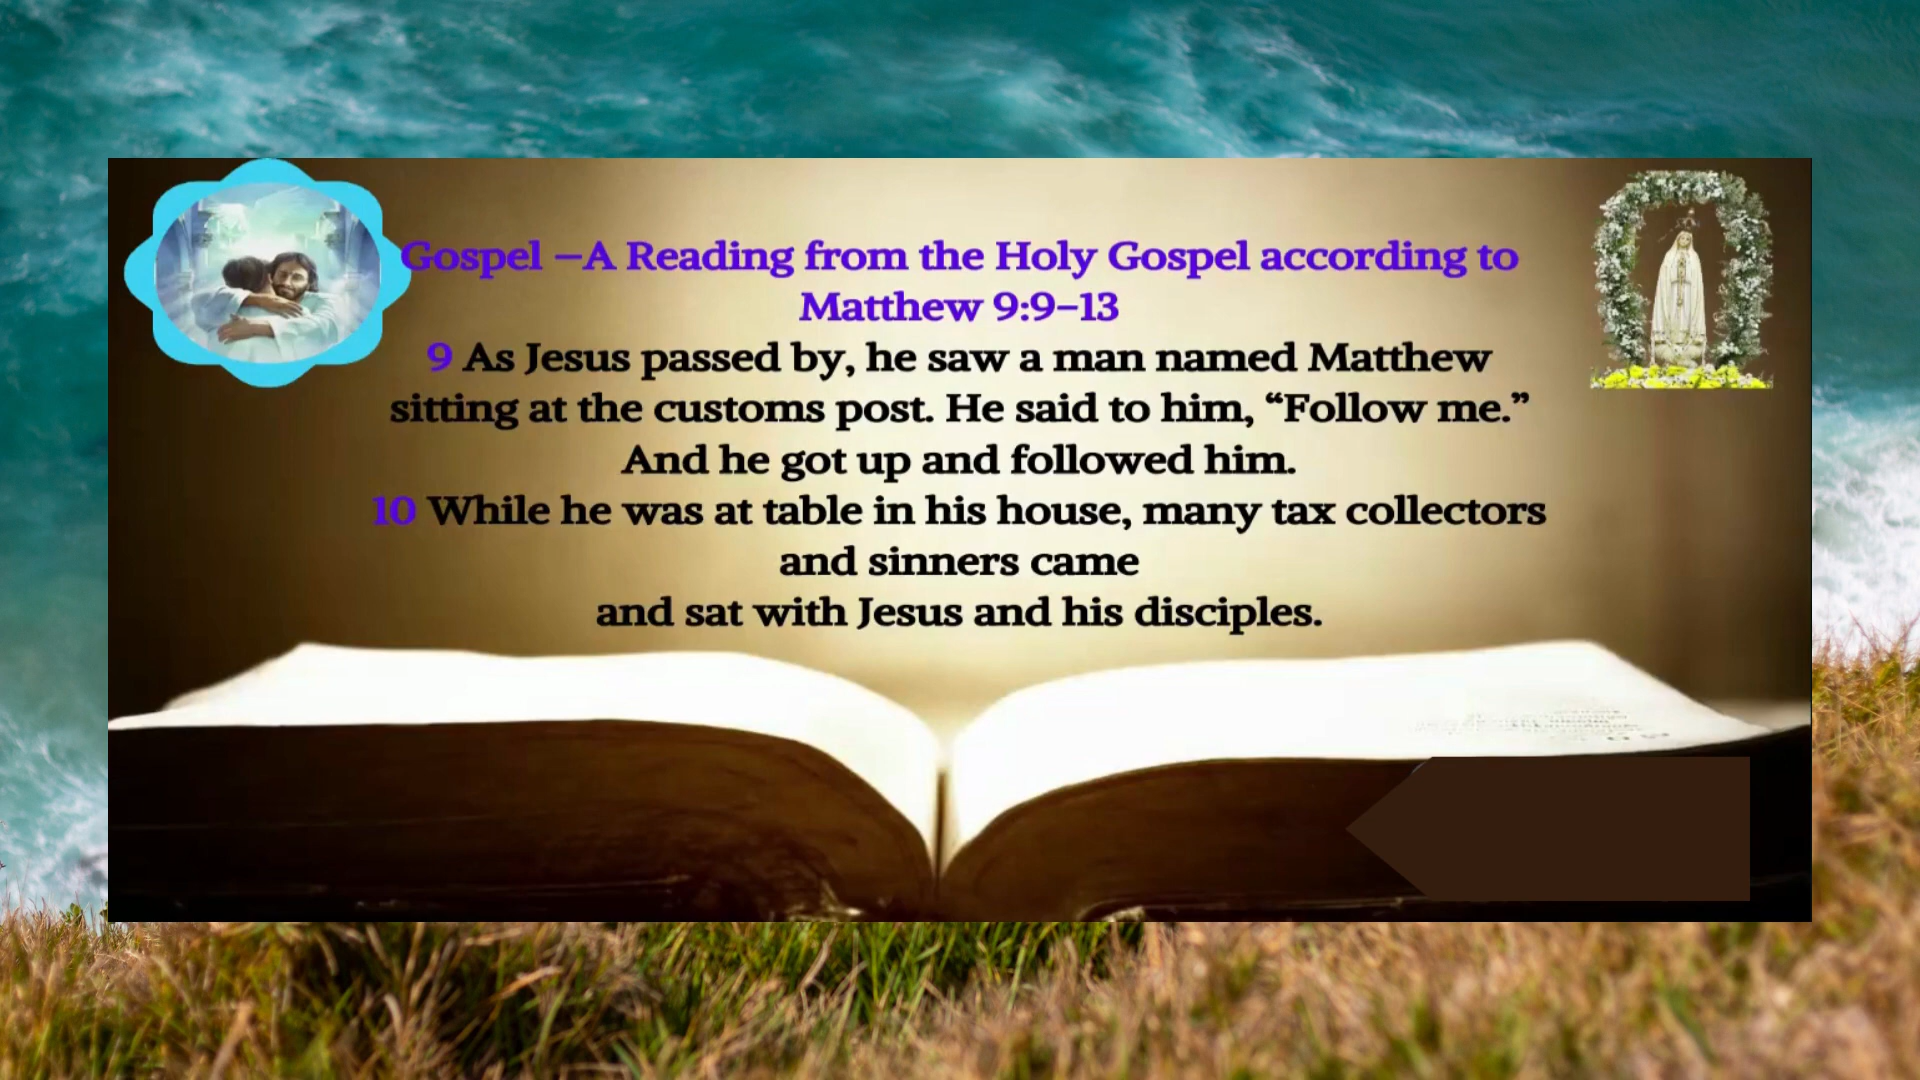 Gospel –A Reading from the Holy Gospel according to
Matthew 9:9–13
9 As Jesus passed by, he saw a man named Matthew
sitting at the customs post. He said to him, “Follow me.”
And he got up and followed him.
10 While he was at table in his house, many tax collectors
and sinners came
and sat with Jesus and his disciples.